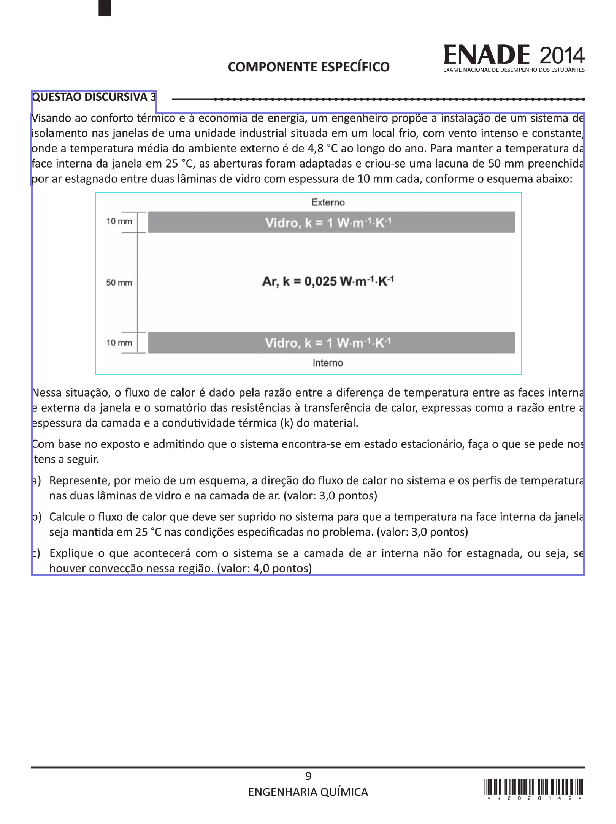 ENADE 2014
EXAME NACIONAL DE DESEMPENHO DOS ESTUDANTES
COMPONENTE ESPECÍFICO
QUESTÃO DISCURSIVA 3
Visando ao conforto térmico e à economia de energia, um engenheiro propõe a instalação de um sistema de
isolamento nas janelas de uma unidade industrial situada em um local frio, com vento intenso e constante,
onde a temperatura média do ambiente externo é de 4,8 °C ao longo do ano. Para manter a temperatura da
face interna da janela em 25 °C, as aberturas foram adaptadas e criou-se uma lacuna de 50 mm preenchida
por ar estagnado entre duas lâminas de vidro com espessura de 10 mm cada, conforme o esquema abaixo:
Externo
10 mm
Vidro, k = 1 W·m⁻¹·K⁻¹
50 mm
Ar, k = 0,025 W·m⁻¹·K⁻¹
10 mm
Vidro, k = 1 W·m⁻¹·K⁻¹
Interno
Nessa situação, o fluxo de calor é dado pela razão entre a diferença de temperatura entre as faces interna
e externa da janela e o somatório das resistências à transferência de calor, expressas como a razão entre a
espessura da camada e a condutividade térmica (k) do material.
Com base no exposto e admitindo que o sistema encontra-se em estado estacionário, faça o que se pede nos
itens a seguir.
a) Represente, por meio de um esquema, a direção do fluxo de calor no sistema e os perfis de temperatura
nas duas lâminas de vidro e na camada de ar. (valor: 3,0 pontos)
b) Calcule o fluxo de calor que deve ser suprido no sistema para que a temperatura na face interna da janela
seja mantida em 25 °C nas condições especificadas no problema. (valor: 3,0 pontos)
c) Explique o que acontecerá com o sistema se a camada de ar interna não for estagnada, ou seja, se
houver convecção nessa região. (valor: 4,0 pontos)
9
ENGENHARIA QUÍMICA